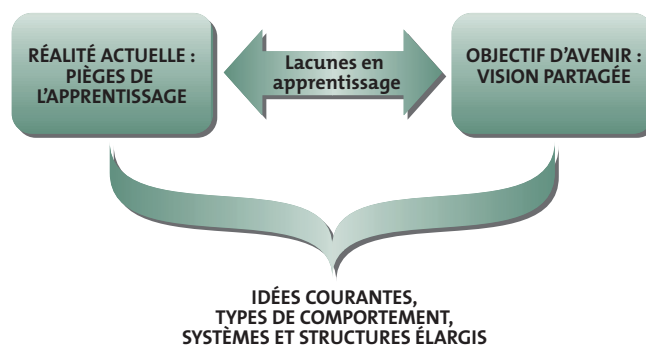 RÉALITÉ ACTUELLE :
PIÈGES DE
L'APPRENTISSAGE
Lacunes en
apprentissage
OBJECTIF D'AVENIR :
VISION PARTAGÉE
IDÉES COURANTES,
TYPES DE COMPORTEMENT,
SYSTÈMES ET STRUCTURES ÉLARGIS